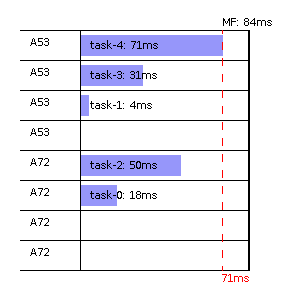 MF: 84ms
A53 task-4: 71ms
A53 task-3: 31ms
A53 task-1: 4ms
A53
A72 task-2: 50ms
A72 task-0: 18ms
A72
A72
71ms